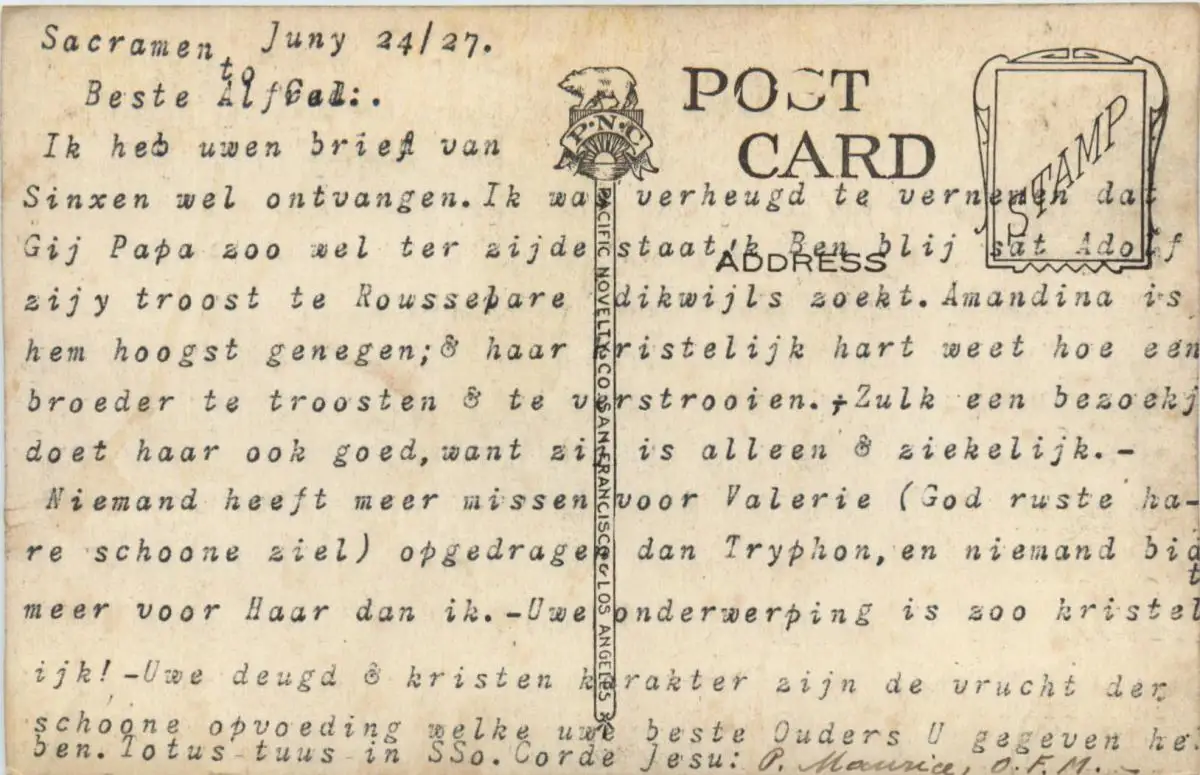 Sacramento Juny 24/27.
Beste
Ik heb uwen brief van
Sinxen wel ontvangen. Ik was verheugd te vernemen dat
Gij Papa zoo wel ter zijde staat. 'k Ben blij dat Adolf
zijy troost te Roussepare dikwijls zoekt. Amandina is
hem hoogst genegen; & haar kristelijk hart weet hoe een
broeder te troosten & te verstrooien. - Zulk een bezoekj
doet haar ook goed, want zij is alleen & ziekelijk. -
Niemand heeft meer missen voor Valerie (God ruste ha-
re schoone ziel) opgedragen dan Tryphon, en niemand bidt
meer voor Haar dan ik. - Uwe onderwerping is zoo kristel
ijk! - Uwe deugd & kristen karakter zijn de vrucht der
schoone opvoeding welke uwe beste Ouders U gegeven heb
ben. Totus tuus in SSo. Corde Jesu: P. Maurice, O.F.M. -
POST
CARD
ADDRESS
STAMP
P·N·C
PACIFIC NOVELTY CO. SAN FRANCISCO & LOS ANGELES